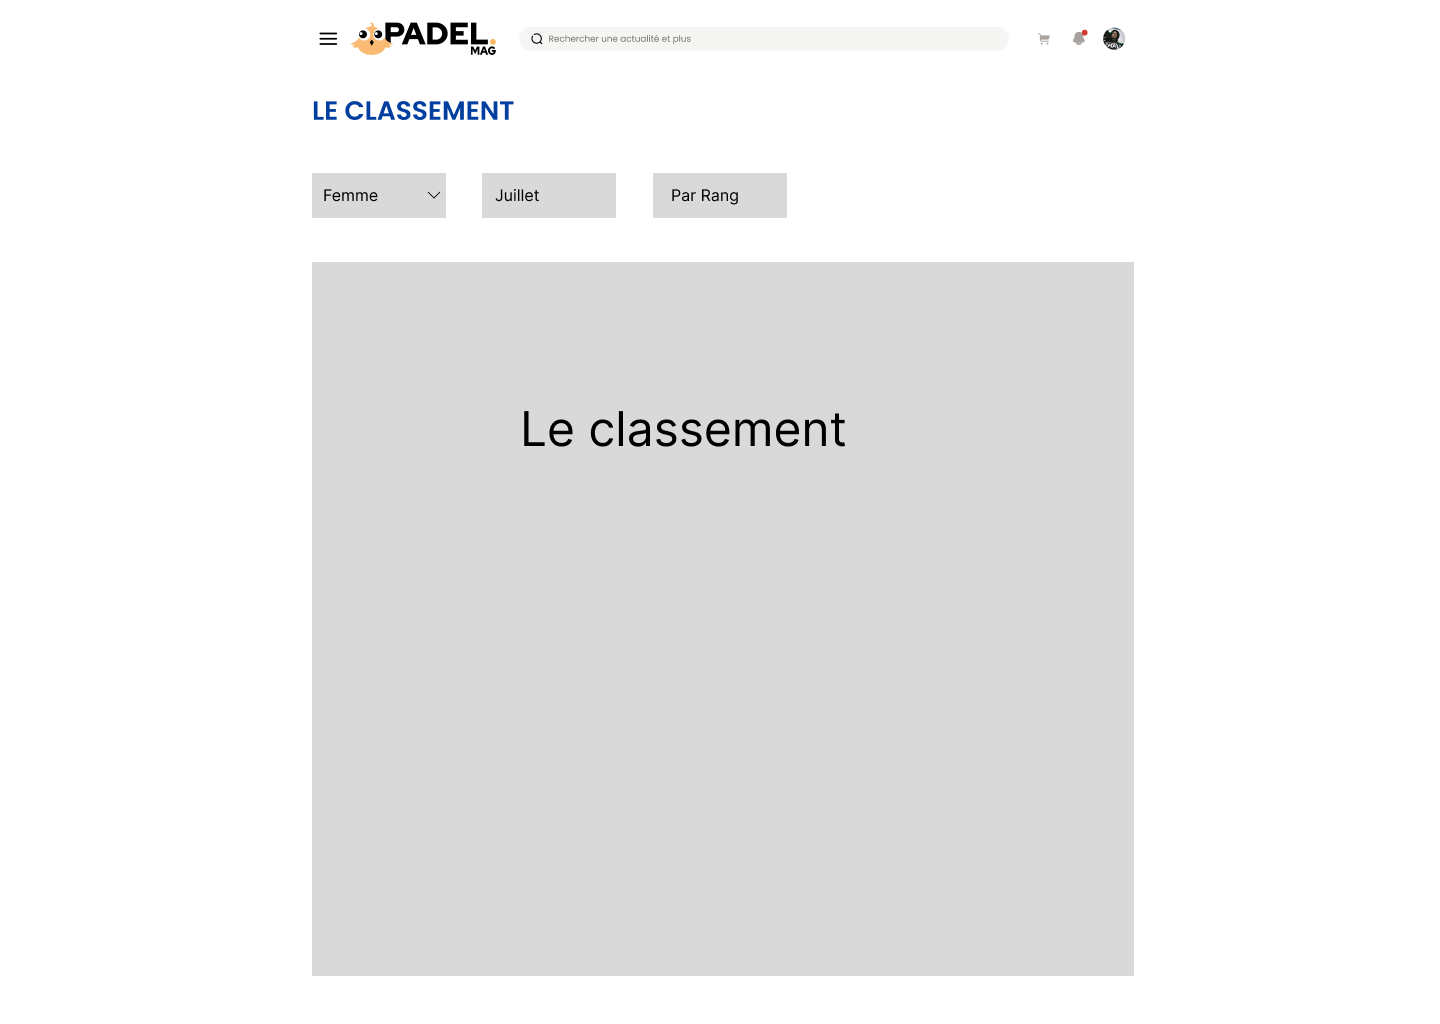 PADEL.
MAG
Rechercher une actualité et plus
LE CLASSEMENT
Femme
Juillet
Par Rang
Le classement